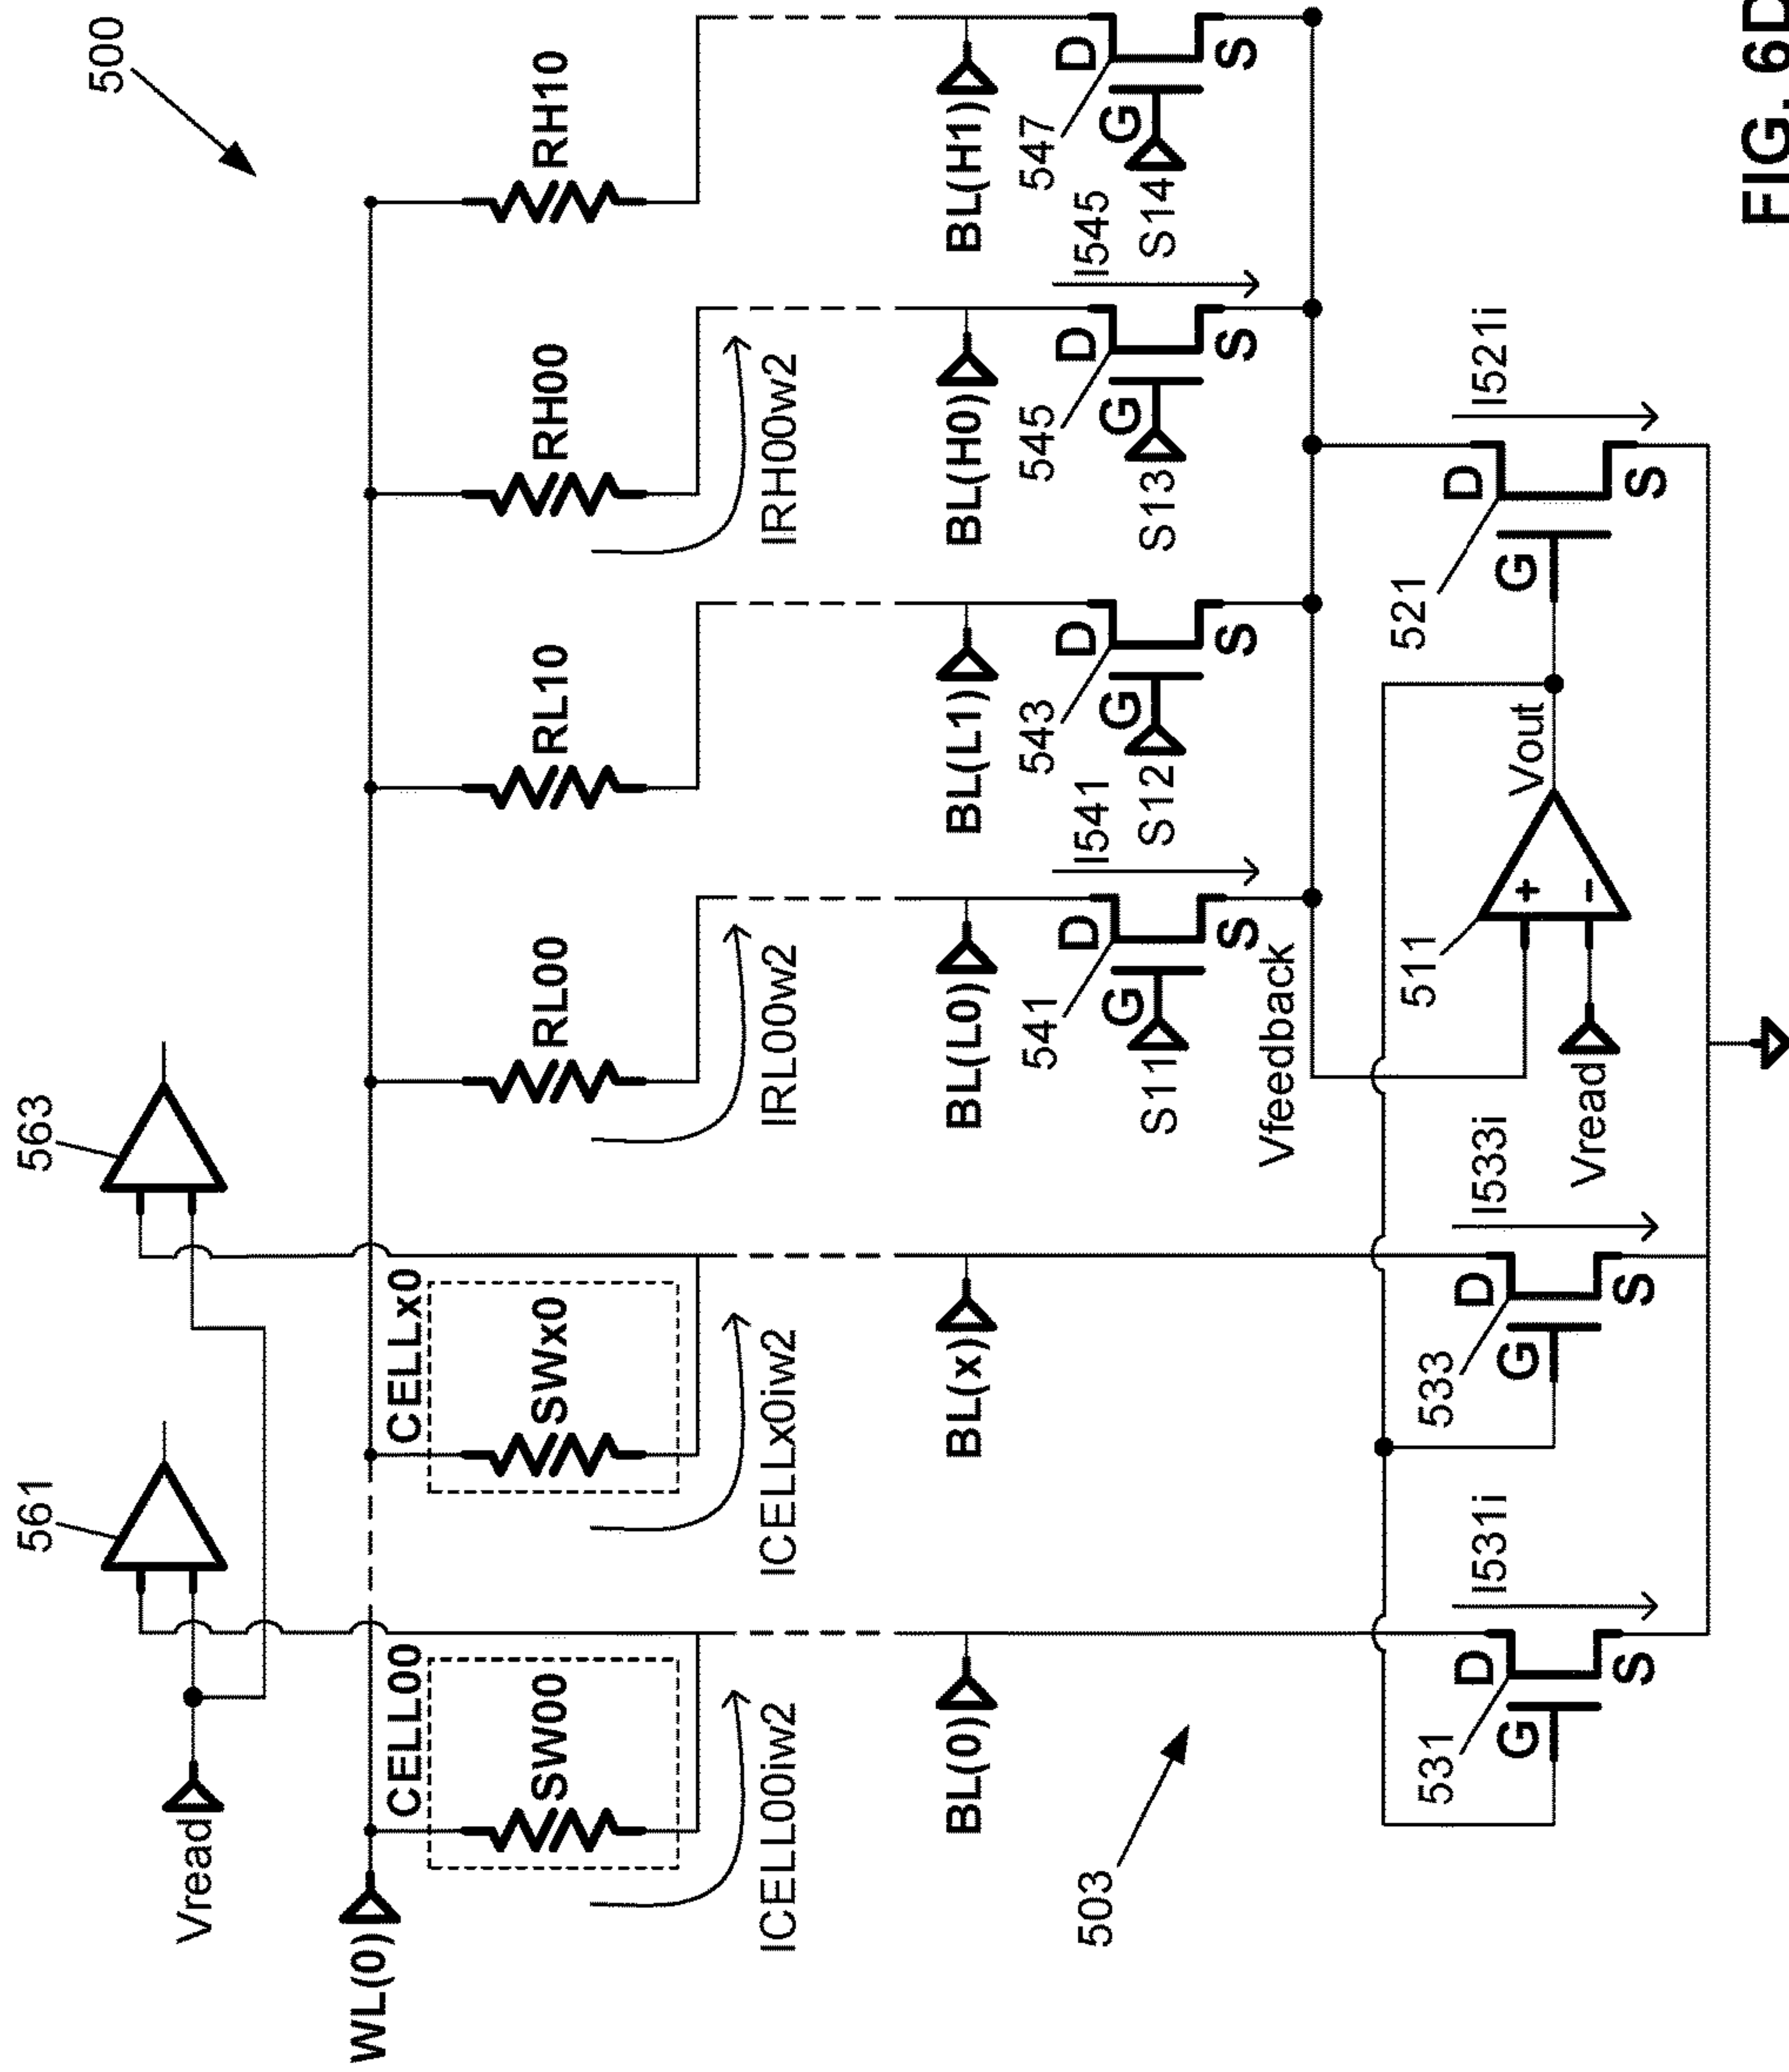 500
563
561
Vread
WL(0)
CELL00
SW00
CELLx0
SWx0
RL00
RL10
RH00
RH10
ICELL00iw2
ICELLx0iw2
IRL00w2
IRH00w2
BL(0)
BL(x)
BL(L0)
BL(L1)
BL(H0)
BL(H1)
503
541
D
G
S
S11
I541
543
D
G
S
S12
545
D
G
S
S13
I545
547
D
G
S
S14
Vfeedback
531
D
G
S
I531i
533
D
G
S
I533i
511
+
-
Vread
Vout
521
D
G
S
I521i
FIG. 6D